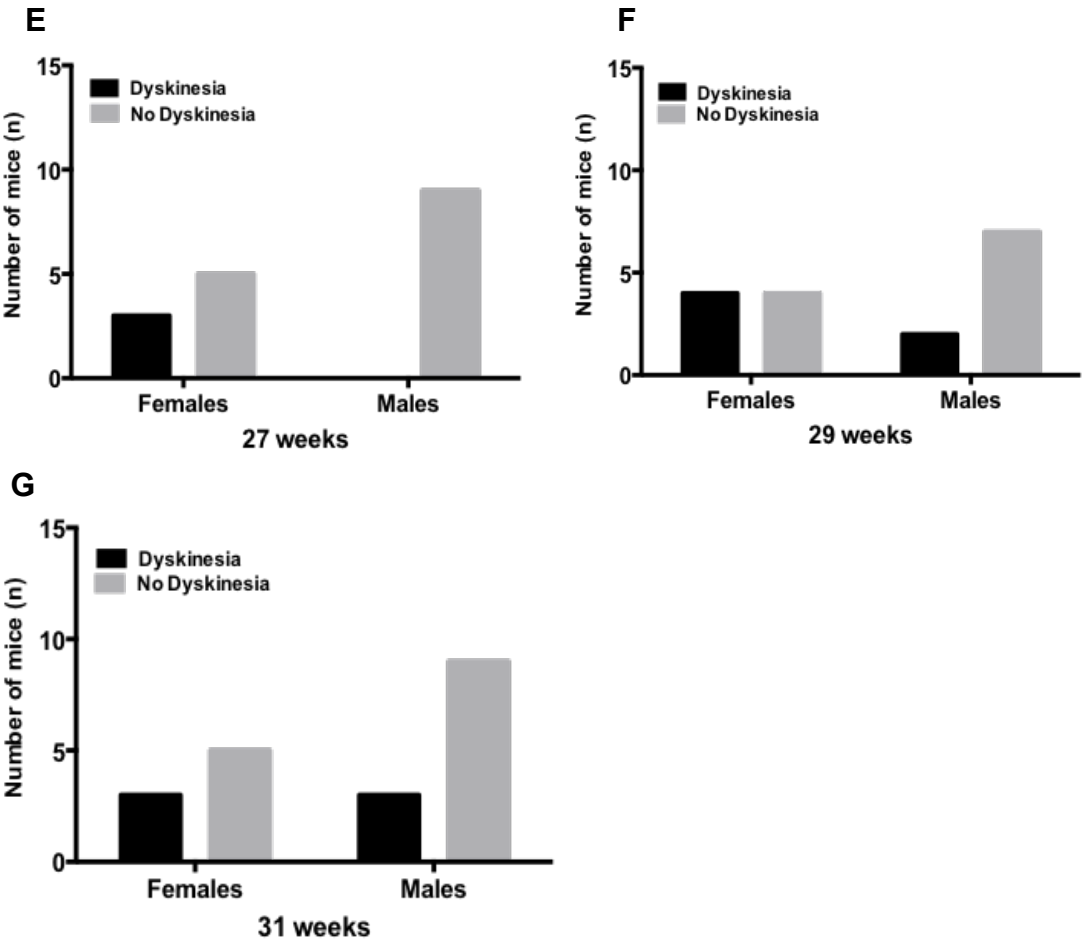 E
15
10
5
0
Number of mice (n)
Dyskinesia
No Dyskinesia
Females
Males
27 weeks
F
15
10
5
0
Number of mice (n)
Dyskinesia
No Dyskinesia
Females
Males
29 weeks
G
15
10
5
0
Number of mice (n)
Dyskinesia
No Dyskinesia
Females
Males
31 weeks